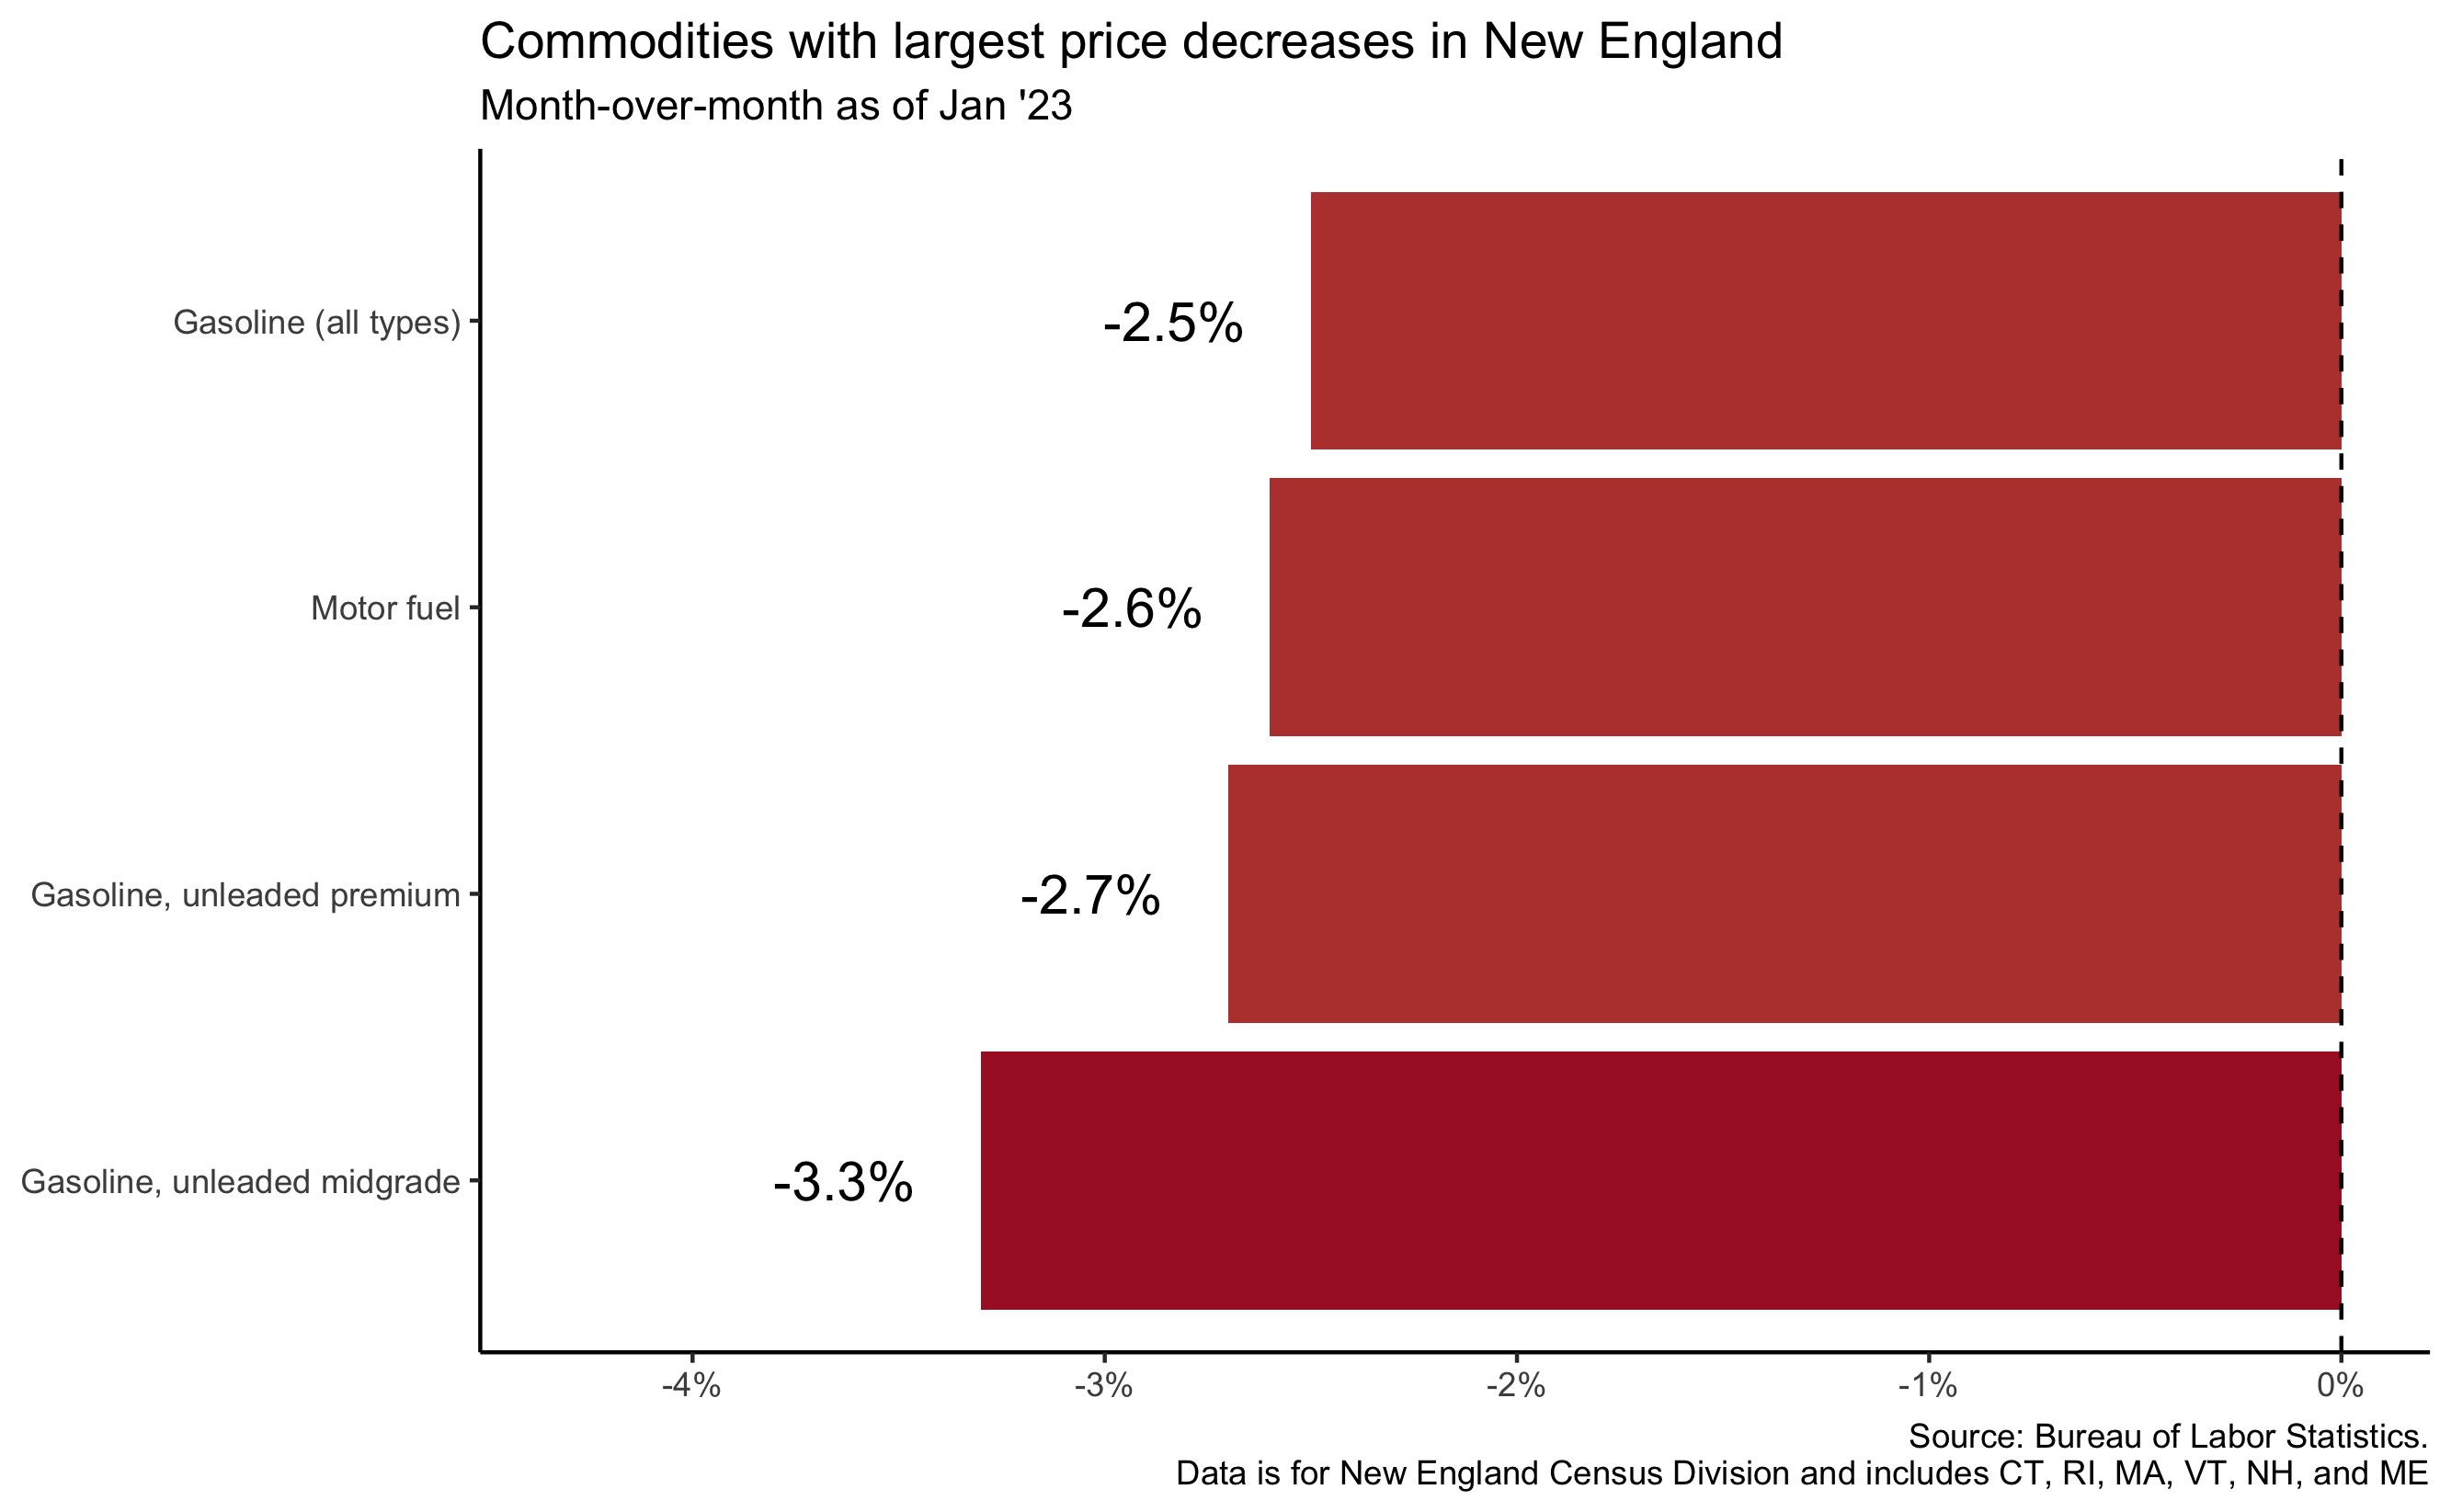 Commodities with largest price decreases in New England
Month-over-month as of Jan '23
Gasoline (all types)
-2.5%
Motor fuel
-2.6%
Gasoline, unleaded premium
-2.7%
Gasoline, unleaded midgrade
-3.3%
-4%
-3%
-2%
-1%
0%
Source: Bureau of Labor Statistics.
Data is for New England Census Division and includes CT, RI, MA, VT, NH, and ME